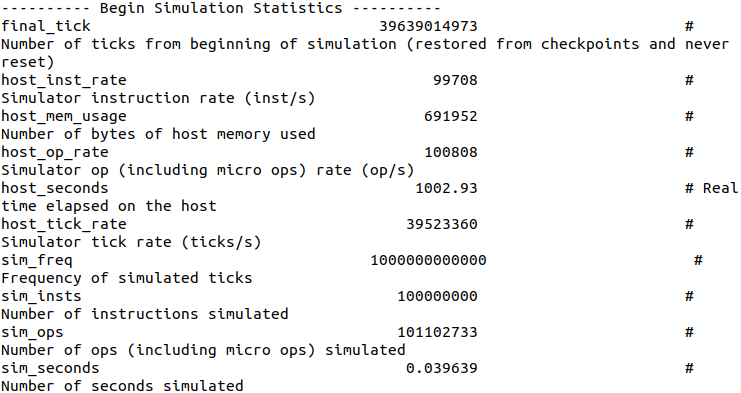 ---------- Begin Simulation Statistics ----------
final_tick 39639014973 #
Number of ticks from beginning of simulation (restored from checkpoints and never
reset)
host_inst_rate 99708 #
Simulator instruction rate (inst/s)
host_mem_usage 691952 #
Number of bytes of host memory used
host_op_rate 100808 #
Simulator op (including micro ops) rate (op/s)
host_seconds 1002.93 # Real
time elapsed on the host
host_tick_rate 39523360 #
Simulator tick rate (ticks/s)
sim_freq 1000000000000 #
Frequency of simulated ticks
sim_insts 100000000 #
Number of instructions simulated
sim_ops 101102733 #
Number of ops (including micro ops) simulated
sim_seconds 0.039639 #
Number of seconds simulated